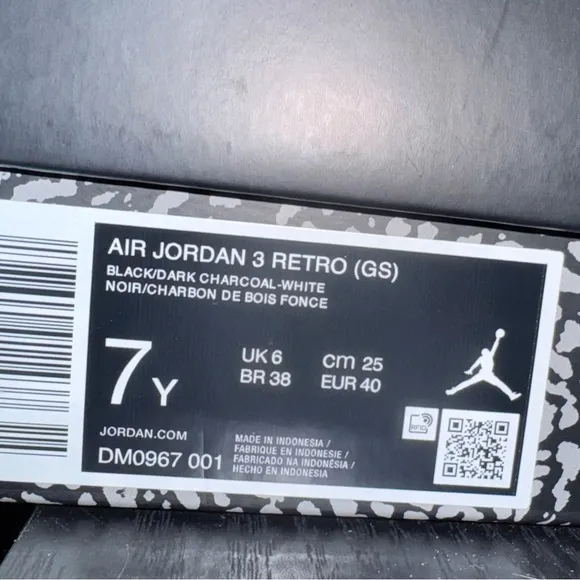 AIR JORDAN 3 RETRO (GS)
BLACK/DARK CHARCOAL-WHITE
NOIR/CHARBON DE BOIS FONCE
7Y
UK 6 cm 25
BR 38 EUR 40
RFID
JORDAN.COM
DM0967 001
MADE IN INDONESIA /
FABRIQUE EN INDONESIE /
FABRICADO NA INDONÉSIA /
HECHO EN INDONESIA